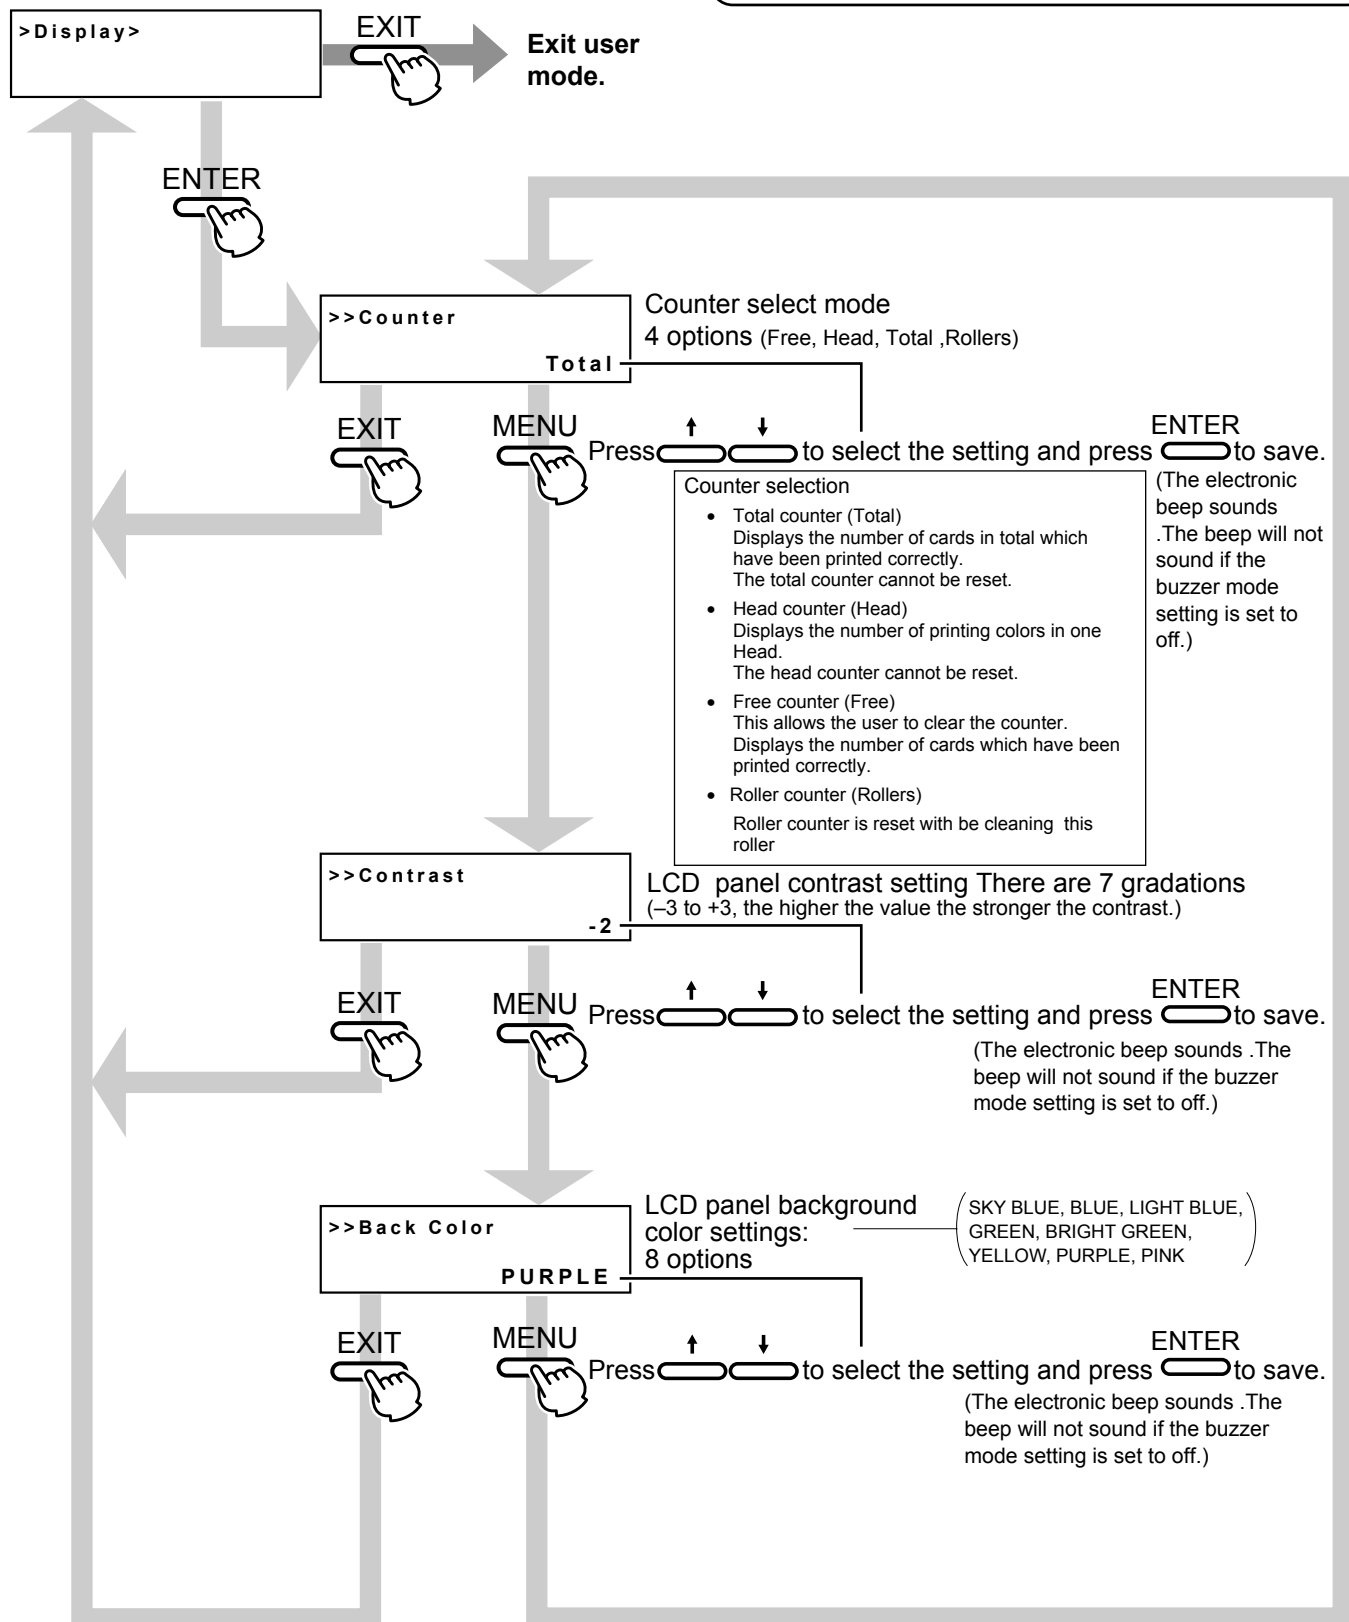 >Display>
EXIT
Exit user
mode.
ENTER
>>Counter
Total
Counter select mode
4 options (Free, Head, Total ,Rollers)
EXIT
MENU
Press to select the setting and press ENTER to save.
(The electronic
beep sounds
.The beep will not
sound if the
buzzer mode
setting is set to
off.)
Counter selection
• Total counter (Total)
Displays the number of cards in total which
have been printed correctly.
The total counter cannot be reset.
• Head counter (Head)
Displays the number of printing colors in one
Head.
The head counter cannot be reset.
• Free counter (Free)
This allows the user to clear the counter.
Displays the number of cards which have been
printed correctly.
• Roller counter (Rollers)
Roller counter is reset with be cleaning this
roller
>>Contrast
-2
LCD panel contrast setting There are 7 gradations
(–3 to +3, the higher the value the stronger the contrast.)
EXIT
MENU
Press to select the setting and press ENTER to save.
(The electronic beep sounds .The
beep will not sound if the buzzer
mode setting is set to off.)
>>Back Color
PURPLE
LCD panel background
color settings:
8 options
SKY BLUE, BLUE, LIGHT BLUE,
GREEN, BRIGHT GREEN,
YELLOW, PURPLE, PINK
EXIT
MENU
Press to select the setting and press ENTER to save.
(The electronic beep sounds .The
beep will not sound if the buzzer
mode setting is set to off.)